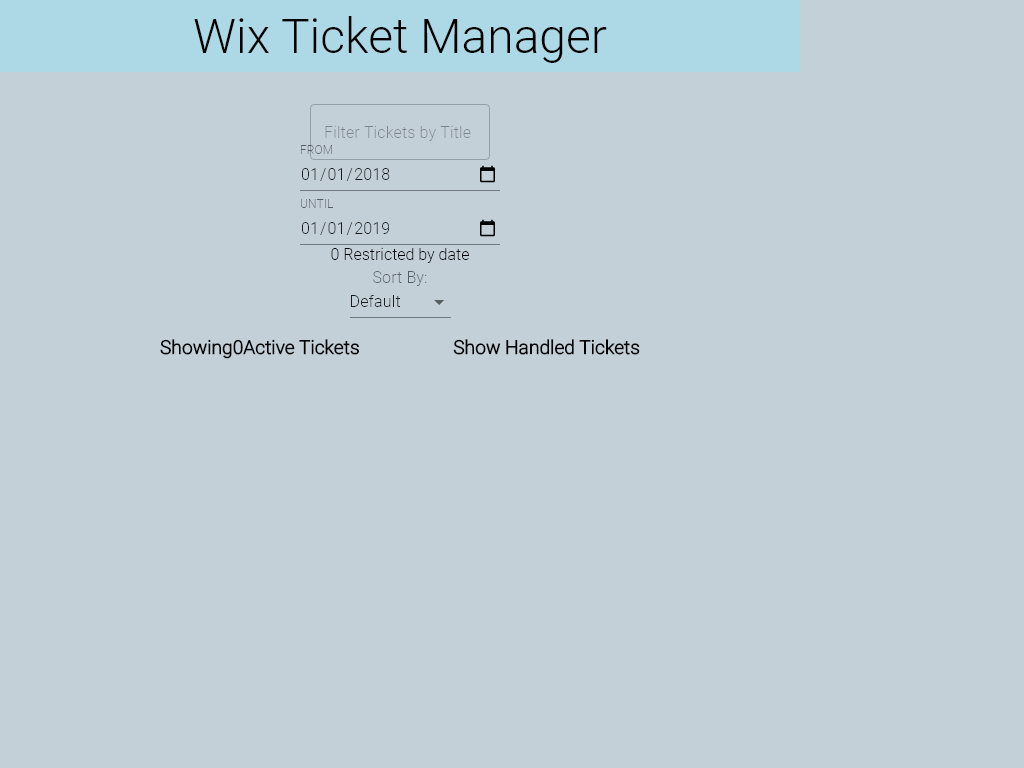 Wix Ticket Manager
Filter Tickets by Title
FROM
01/01/2018
UNTIL
01/01/2019
0 Restricted by date
Sort By:
Default
Showing0Active Tickets
Show Handled Tickets